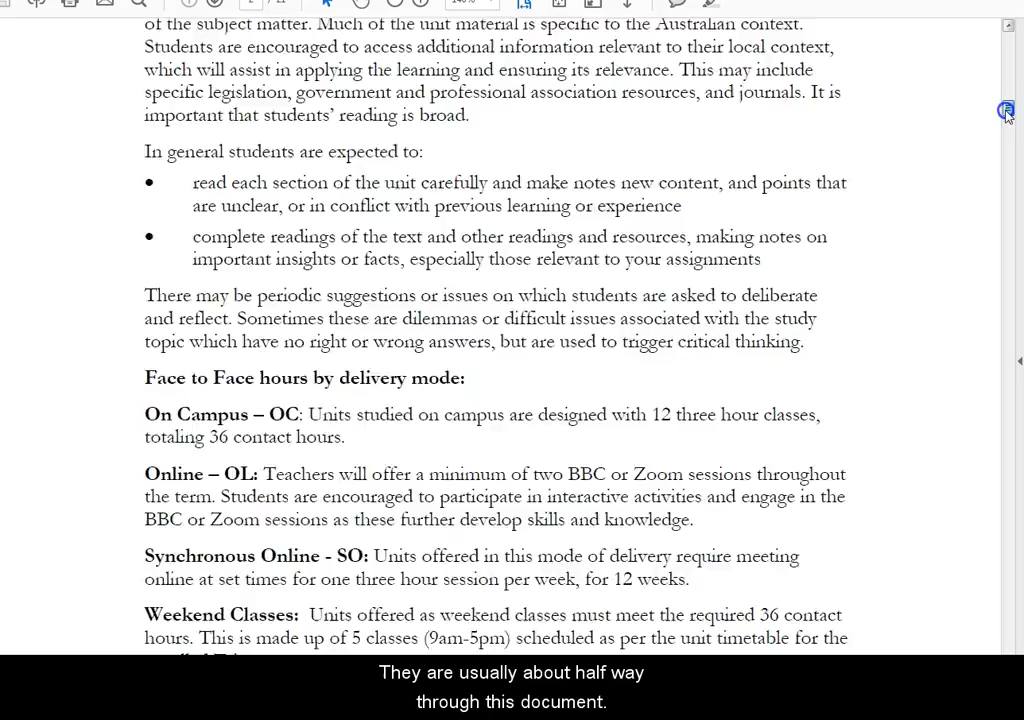 of the subject matter. Much of the unit material is specific to the Australian context.
Students are encouraged to access additional information relevant to their local context,
which will assist in applying the learning and ensuring its relevance. This may include
specific legislation, government and professional association resources, and journals. It is
important that students' reading is broad.
In general students are expected to:
• read each section of the unit carefully and make notes new content, and points that
are unclear, or in conflict with previous learning or experience
• complete readings of the text and other readings and resources, making notes on
important insights or facts, especially those relevant to your assignments
There may be periodic suggestions or issues on which students are asked to deliberate
and reflect. Sometimes these are dilemmas or difficult issues associated with the study
topic which have no right or wrong answers, but are used to trigger critical thinking.
Face to Face hours by delivery mode:
On Campus – OC: Units studied on campus are designed with 12 three hour classes,
totaling 36 contact hours.
Online – OL: Teachers will offer a minimum of two BBC or Zoom sessions throughout
the term. Students are encouraged to participate in interactive activities and engage in the
BBC or Zoom sessions as these further develop skills and knowledge.
Synchronous Online - SO: Units offered in this mode of delivery require meeting
online at set times for one three hour session per week, for 12 weeks.
Weekend Classes: Units offered as weekend classes must meet the required 36 contact
hours. This is made up of 5 classes (9am-5pm) scheduled as per the unit timetable for the
They are usually about half way
through this document.